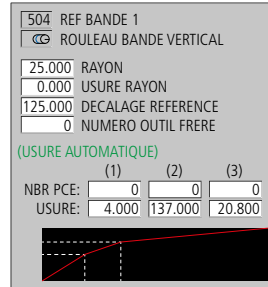 504 REF BANDE 1
ROULEAU BANDE VERTICAL
25.000 RAYON
0.000 USURE RAYON
125.000 DECALAGE REFERENCE
0 NUMERO OUTIL FRERE
(USURE AUTOMATIQUE)
(1) (2) (3)
NBR PCE: 0 0 0
USURE: 4.000 137.000 20.800